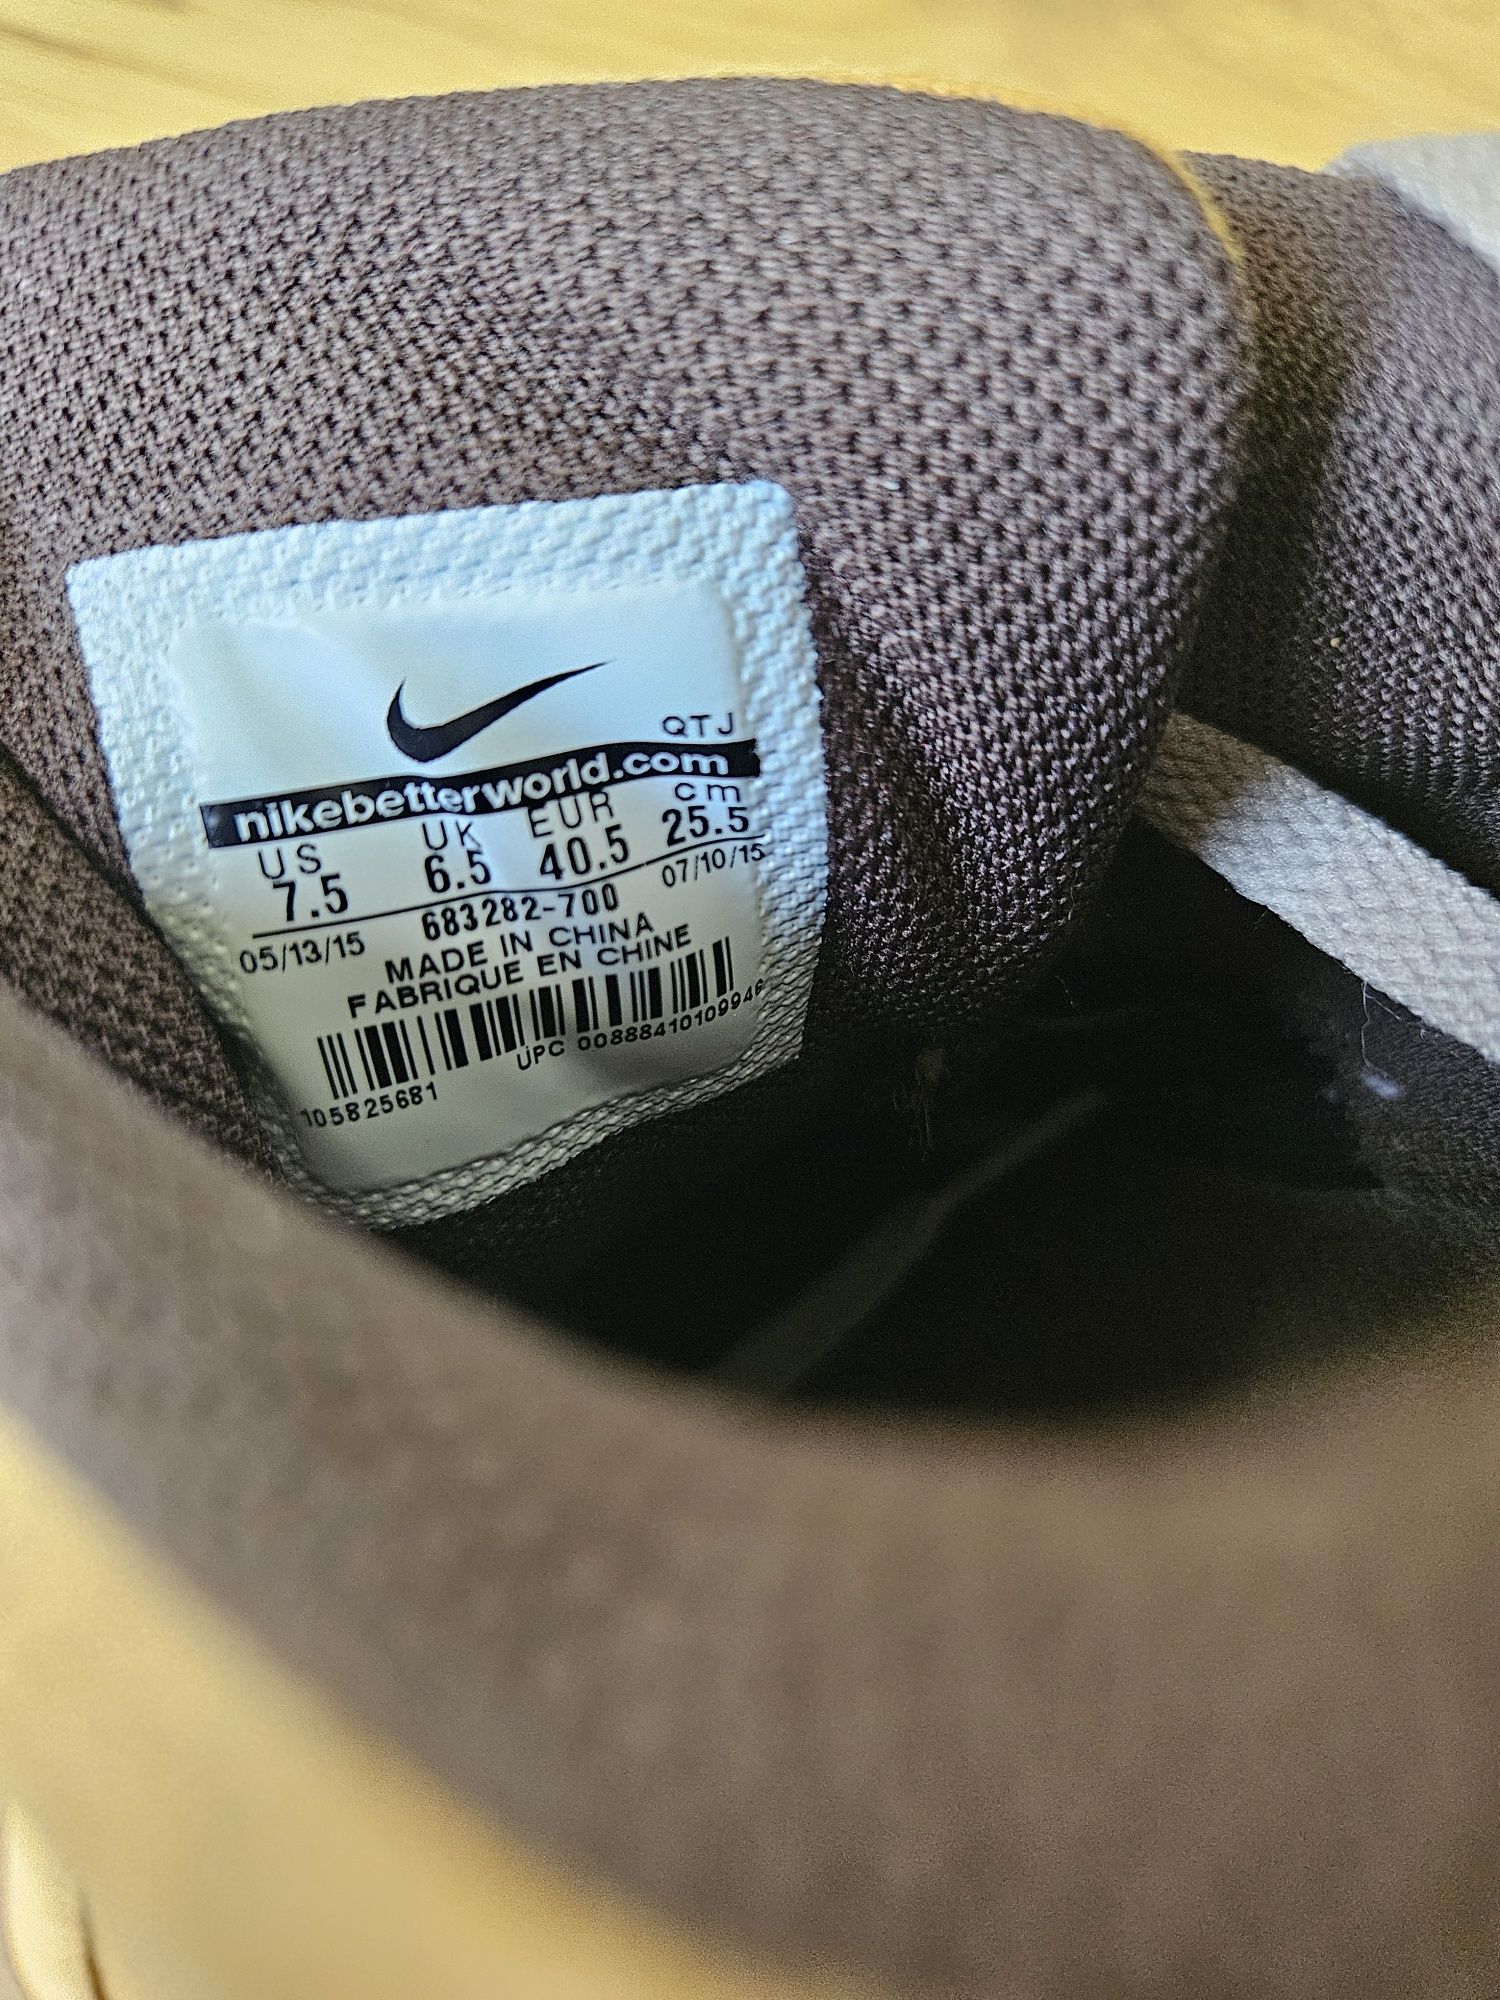 QTJ
nikebetterworld.com
US UK EUR cm
7.5 6.5 40.5 25.5
05/13/15 683282-700 07/10/15
MADE IN CHINA
FABRIQUE EN CHINE
UPC 00888410109946
105825681